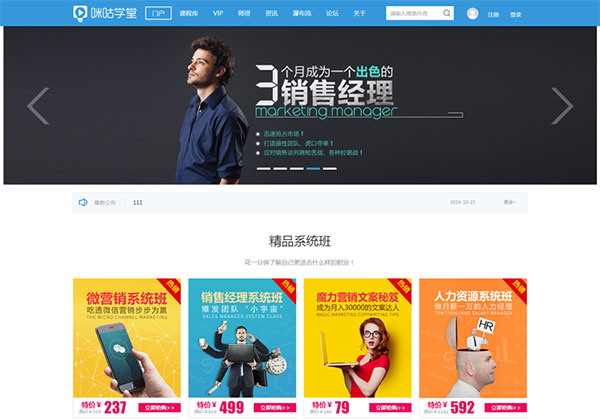 咪咕学堂
门户 课程库 VIP 师资 资讯 瀑布流 论坛 关于 请输入搜索内容 注册 登录
3个月成为一个出色的
销售经理
marketing manager
迅速抢占市场！
打造狼性团队、虎口夺单！
应对销售谈判唇枪舌战、各种拉锯战！
最新公告 111 2016-10-21 更多>
精品系统班
花一分钟了解自己更适合什么样的职业！
热销
微营销系统班
吃透微信营销步步为赢
THE MICRO CHANNEL MARKETING
特价￥ 237 立即抢购>>
热销
销售经理系统班
爆发团队“小宇宙”
SALES MANAGER SYSTEM CLASS
特价￥ 499 立即抢购>>
热销
魔力营销文案秘笈
成为月入30000的文案达人
MAGIC MARKETING COPYWRITING TIPS
特价￥ 79 立即抢购>>
热销
人力资源系统班
做月薪一万的人力经理
TEN THOUSAND SALARY MANAGER
HR
特价￥ 592 立即抢购>>